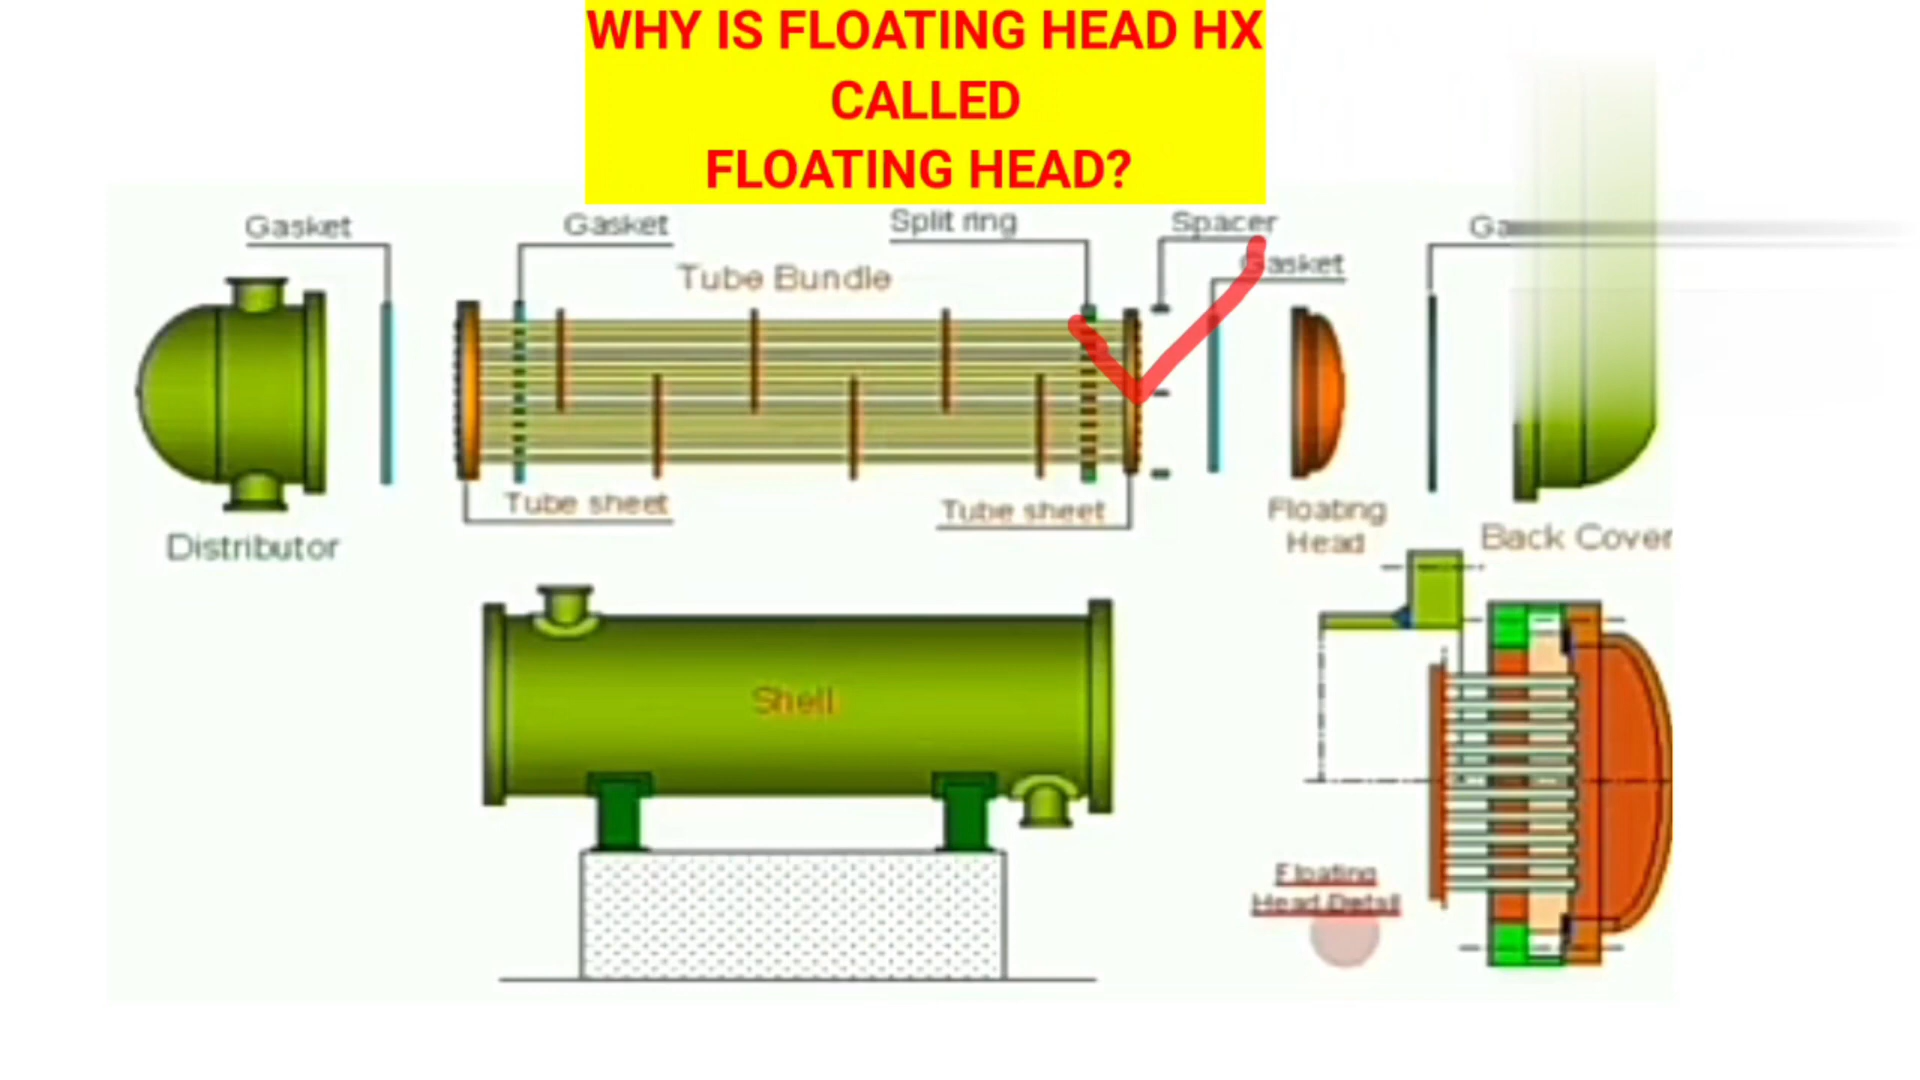 WHY IS FLOATING HEAD HX
CALLED
FLOATING HEAD?
Gasket
Gasket
Split ring
Spacer
Gasket
Tube Bundle
Tube sheet
Tube sheet
Floating
Head
Distributor
Back Cover
Shell
Floating
Head Detail